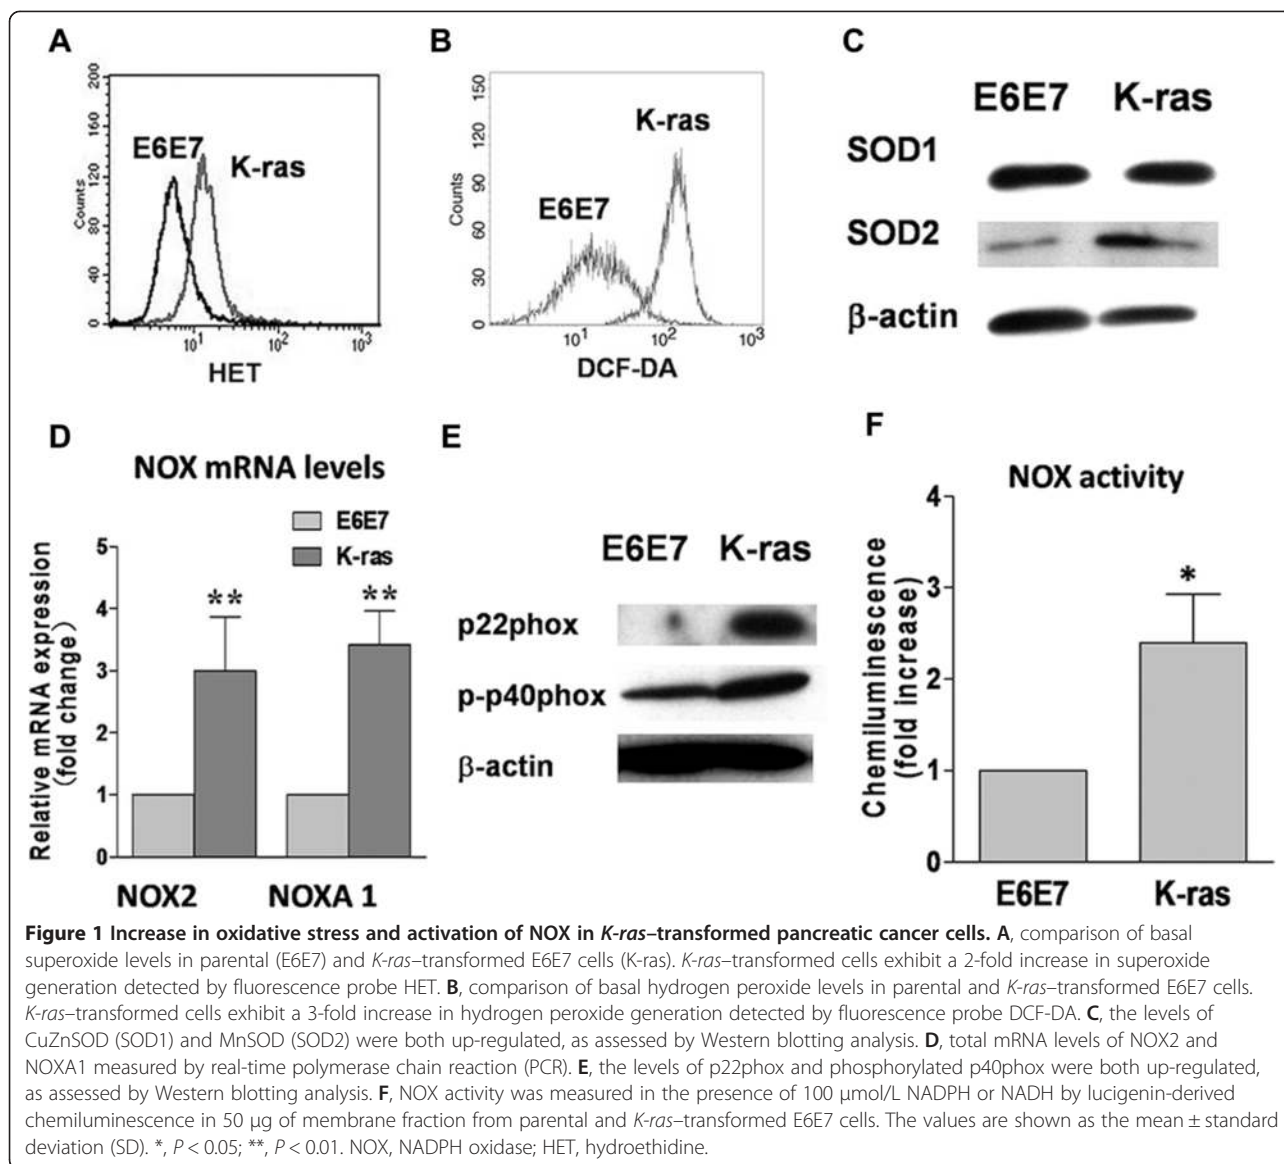 A
B
C
200
160
120
80
40
0
Counts
E6E7
K-ras
10¹
10²
10³
HET
150
120
90
60
30
0
Counts
E6E7
K-ras
10¹
10²
10³
DCF-DA
E6E7 K-ras
SOD1
SOD2
β-actin
D
NOX mRNA levels
E6E7
K-ras
Relative mRNA expression
(fold change)
5
4
3
2
1
0
**
**
NOX2
NOXA 1
E
E6E7 K-ras
p22phox
p-p40phox
β-actin
F
NOX activity
Chemiluminescence
(fold increase)
4
3
2
1
0
*
E6E7
K-ras
Figure 1 Increase in oxidative stress and activation of NOX in K-ras–transformed pancreatic cancer cells. A, comparison of basal
superoxide levels in parental (E6E7) and K-ras–transformed E6E7 cells (K-ras). K-ras–transformed cells exhibit a 2-fold increase in superoxide
generation detected by fluorescence probe HET. B, comparison of basal hydrogen peroxide levels in parental and K-ras–transformed E6E7 cells.
K-ras–transformed cells exhibit a 3-fold increase in hydrogen peroxide generation detected by fluorescence probe DCF-DA. C, the levels of
CuZnSOD (SOD1) and MnSOD (SOD2) were both up-regulated, as assessed by Western blotting analysis. D, total mRNA levels of NOX2 and
NOXA1 measured by real-time polymerase chain reaction (PCR). E, the levels of p22phox and phosphorylated p40phox were both up-regulated,
as assessed by Western blotting analysis. F, NOX activity was measured in the presence of 100 μmol/L NADPH or NADH by lucigenin-derived
chemiluminescence in 50 μg of membrane fraction from parental and K-ras–transformed E6E7 cells. The values are shown as the mean ± standard
deviation (SD). *, P < 0.05; **, P < 0.01. NOX, NADPH oxidase; HET, hydroethidine.